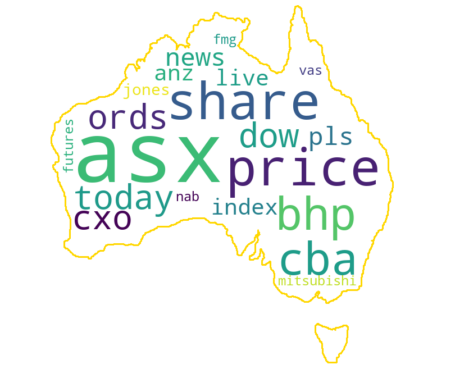 fmg
news
vas
anz
live
jones
share
ords
futures
dow
pls
asx
price
today
nab
index
bhp
cxo
cba
mitsubishi